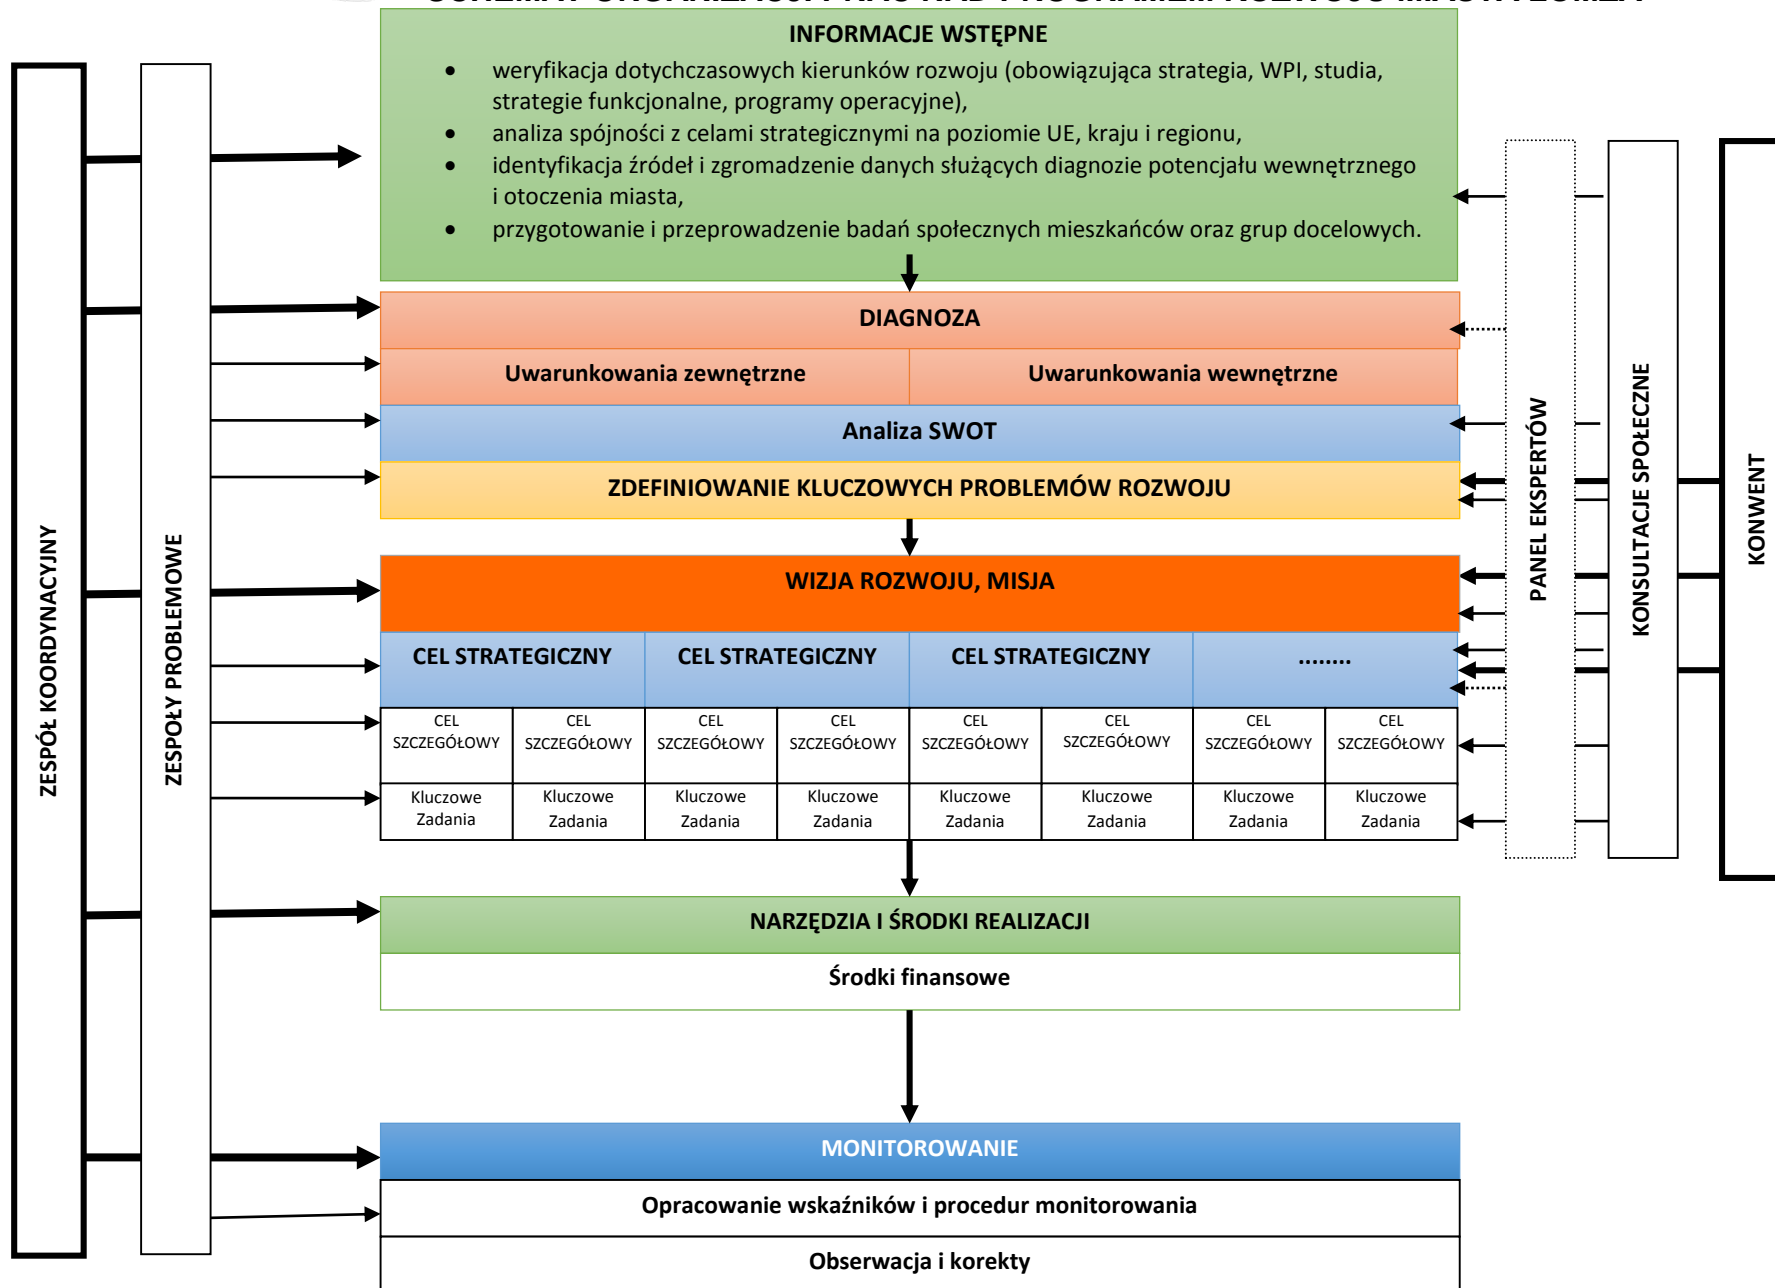 INFORMACJE WSTĘPNE
• weryfikacja dotychczasowych kierunków rozwoju (obowiązująca strategia, WPI, studia,
strategie funkcjonalne, programy operacyjne),
• analiza spójności z celami strategicznymi na poziomie UE, kraju i regionu,
• identyfikacja źródeł i zgromadzenie danych służących diagnozie potencjału wewnętrznego
i otoczenia miasta,
• przygotowanie i przeprowadzenie badań społecznych mieszkańców oraz grup docelowych.
DIAGNOZA
Uwarunkowania zewnętrzne
Uwarunkowania wewnętrzne
Analiza SWOT
ZDEFINIOWANIE KLUCZOWYCH PROBLEMÓW ROZWOJU
WIZJA ROZWOJU, MISJA
CEL STRATEGICZNY
CEL STRATEGICZNY
CEL STRATEGICZNY
........
CEL
SZCZEGÓŁOWY
CEL
SZCZEGÓŁOWY
CEL
SZCZEGÓŁOWY
CEL
SZCZEGÓŁOWY
CEL
SZCZEGÓŁOWY
CEL
SZCZEGÓŁOWY
CEL
SZCZEGÓŁOWY
CEL
SZCZEGÓŁOWY
Kluczowe
Zadania
Kluczowe
Zadania
Kluczowe
Zadania
Kluczowe
Zadania
Kluczowe
Zadania
Kluczowe
Zadania
Kluczowe
Zadania
Kluczowe
Zadania
NARZĘDZIA I ŚRODKI REALIZACJI
Środki finansowe
MONITOROWANIE
Opracowanie wskaźników i procedur monitorowania
Obserwacja i korekty
ZESPÓŁ KOORDYNACYJNY
ZESPOŁY PROBLEMOWE
PANEL EKSPERTÓW
KONSULTACJE SPOŁECZNE
KONWENT